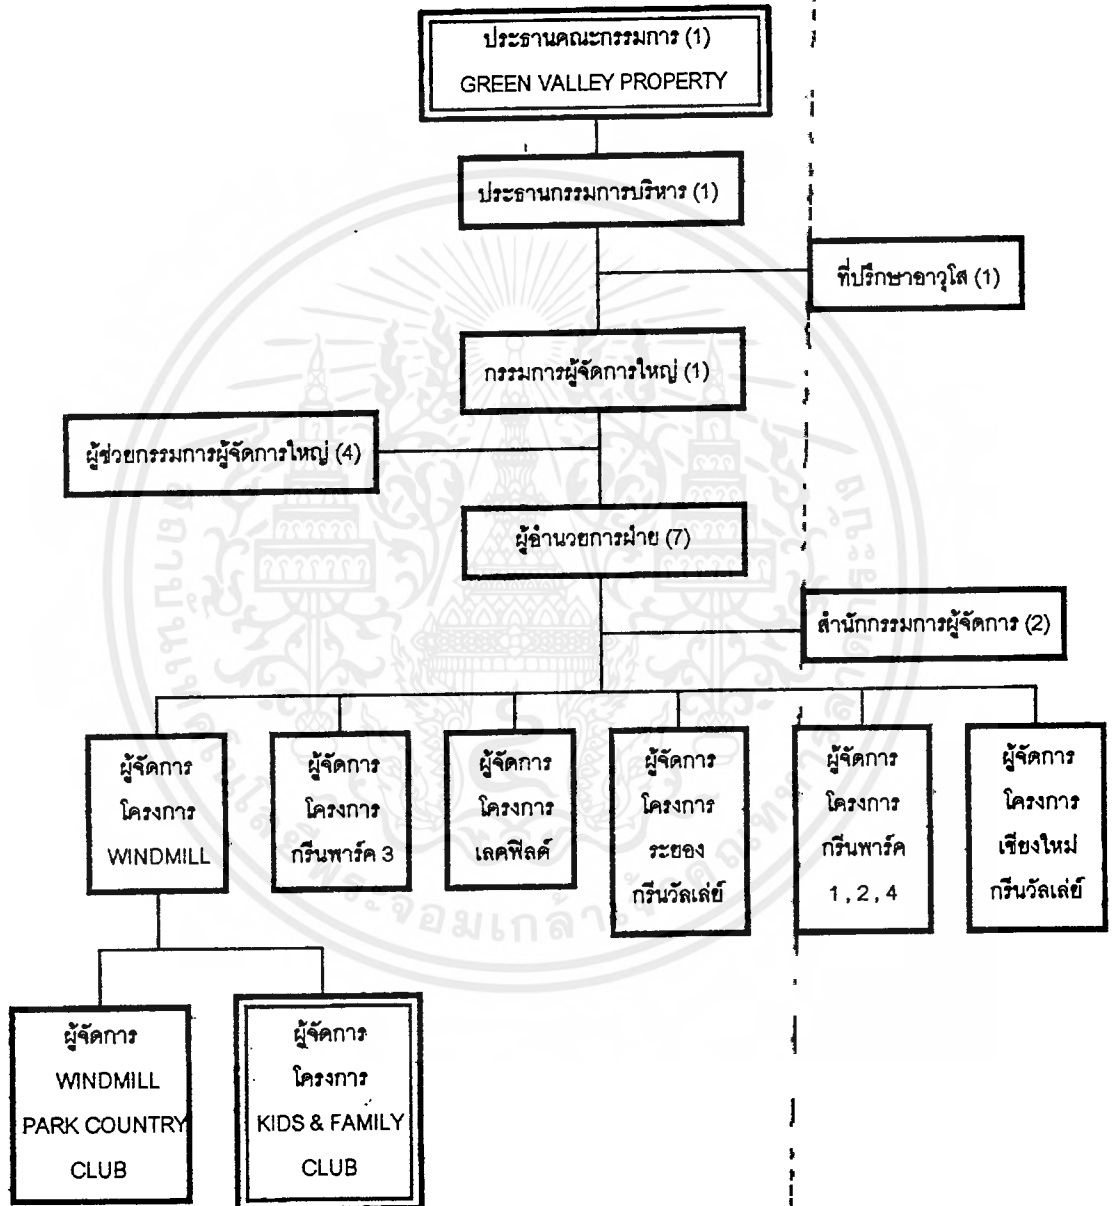 ประธานคณะกรรมการ (1)
GREEN VALLEY PROPERTY
ประธานกรรมการบริหาร (1)
ที่ปรึกษาอาวุโส (1)
กรรมการผู้จัดการใหญ่ (1)
ผู้ช่วยกรรมการผู้จัดการใหญ่ (4)
ผู้อำนวยการฝ่าย (7)
สำนักกรรมการผู้จัดการ (2)
ผู้จัดการ
โครงการ
WINDMILL
ผู้จัดการ
โครงการ
กรีนพาร์ค 3
ผู้จัดการ
โครงการ
เลคฟิลด์
ผู้จัดการ
โครงการ
ระยอง
กรีนวัลเล่ย์
ผู้จัดการ
โครงการ
กรีนพาร์ค
1 , 2 , 4
ผู้จัดการ
โครงการ
เชียงใหม่
กรีนวัลเล่ย์
ผู้จัดการ
WINDMILL
PARK COUNTRY
CLUB
ผู้จัดการ
โครงการ
KIDS & FAMILY
CLUB